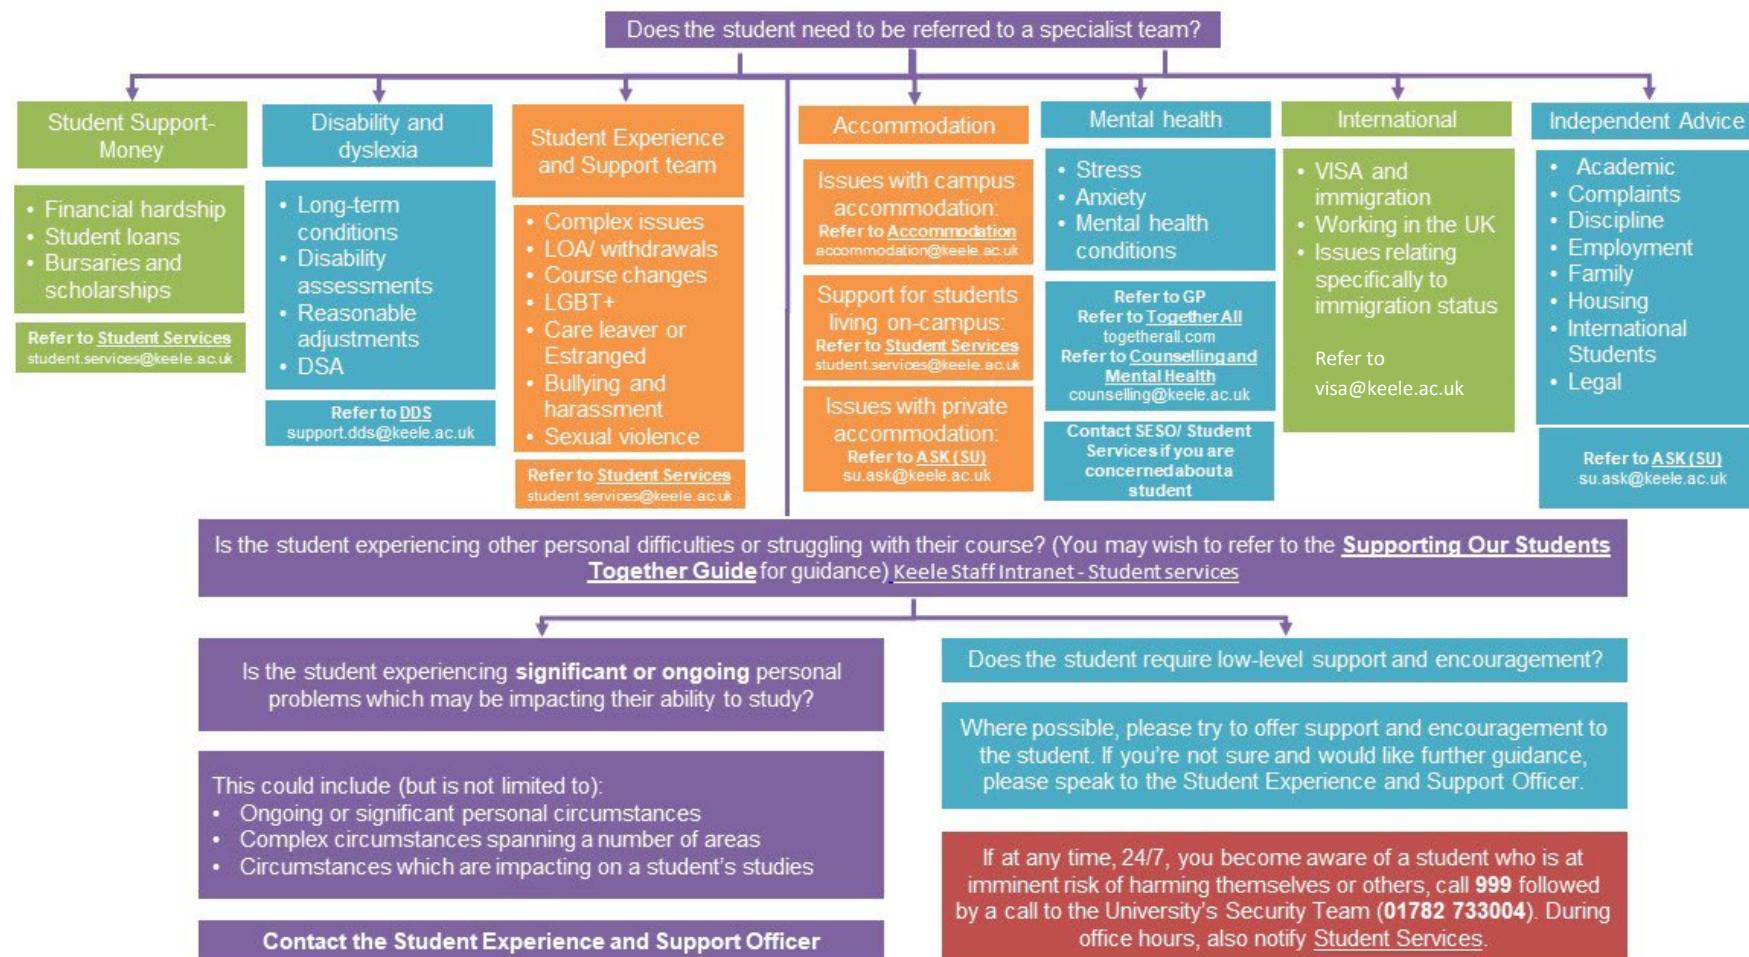 Does the student need to be referred to a specialist team?
Student Support-
Money
• Financial hardship
• Student loans
• Bursaries and
scholarships
Refer to Student Services
student.services@keele.ac.uk
Disability and
dyslexia
• Long-term
conditions
• Disability
assessments
• Reasonable
adjustments
• DSA
Refer to DDS
support.dds@keele.ac.uk
Student Experience
and Support team
• Complex issues
• LOA/ withdrawals
• Course changes
• LGBT+
• Care leaver or
Estranged
• Bullying and
harassment
• Sexual violence
Refer to Student Services
student.services@keele.ac.uk
Accommodation
Issues with campus
accommodation:
Refer to Accommodation
accommodation@keele.ac.uk
Support for students
living on-campus:
Refer to Student Services
student.services@keele.ac.uk
Issues with private
accommodation:
Refer to ASK (SU)
su.ask@keele.ac.uk
Mental health
• Stress
• Anxiety
• Mental health
conditions
Refer to GP
Refer to TogetherAll
togetherall.com
Refer to Counselling and
Mental Health
counselling@keele.ac.uk
Contact SESO/ Student
Services if you are
concerned about a
student
International
• VISA and
immigration
• Working in the UK
• Issues relating
specifically to
immigration status
Refer to
visa@keele.ac.uk
Independent Advice
• Academic
• Complaints
• Discipline
• Employment
• Family
• Housing
• International
Students
• Legal
Refer to ASK (SU)
su.ask@keele.ac.uk
Is the student experiencing other personal difficulties or struggling with their course? (You may wish to refer to the Supporting Our Students
Together Guide for guidance) Keele Staff Intranet - Student services
Is the student experiencing significant or ongoing personal
problems which may be impacting their ability to study?
This could include (but is not limited to):
• Ongoing or significant personal circumstances
• Complex circumstances spanning a number of areas
• Circumstances which are impacting on a student's studies
Contact the Student Experience and Support Officer
Does the student require low-level support and encouragement?
Where possible, please try to offer support and encouragement to
the student. If you're not sure and would like further guidance,
please speak to the Student Experience and Support Officer.
If at any time, 24/7, you become aware of a student who is at
imminent risk of harming themselves or others, call 999 followed
by a call to the University's Security Team (01782 733004). During
office hours, also notify Student Services.